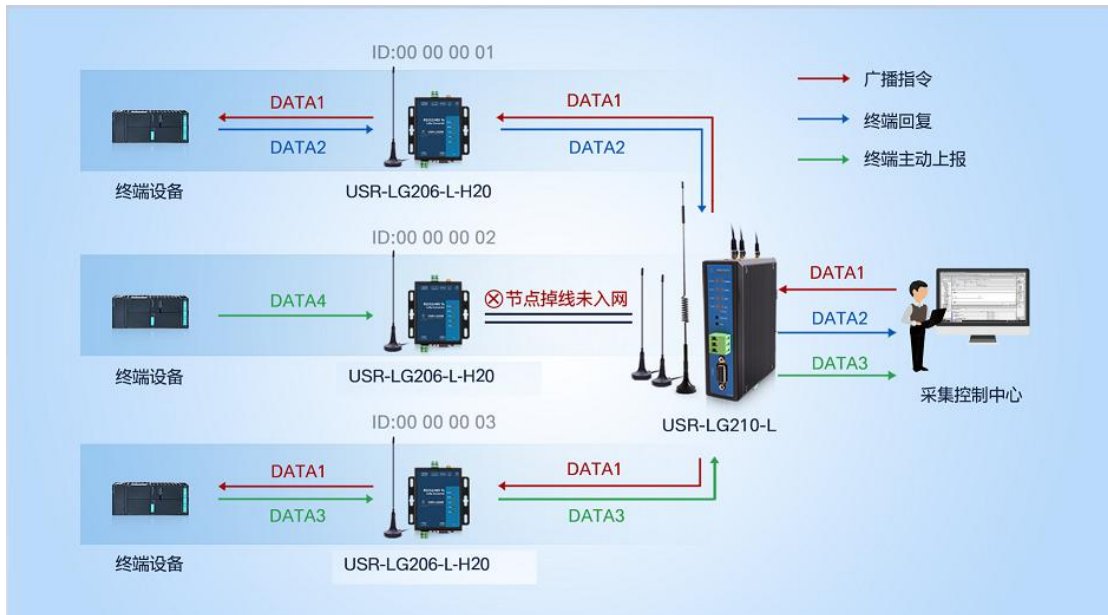 ID:00 00 00 01
DATA1
DATA1
DATA2
DATA2
终端设备
USR-LG206-L-H20
广播指令
终端回复
终端主动上报
ID:00 00 00 02
DATA4
节点掉线未入网
终端设备
USR-LG206-L-H20
DATA1
DATA2
DATA3
采集控制中心
USR-LG210-L
ID:00 00 00 03
DATA1
DATA1
DATA3
DATA3
终端设备
USR-LG206-L-H20